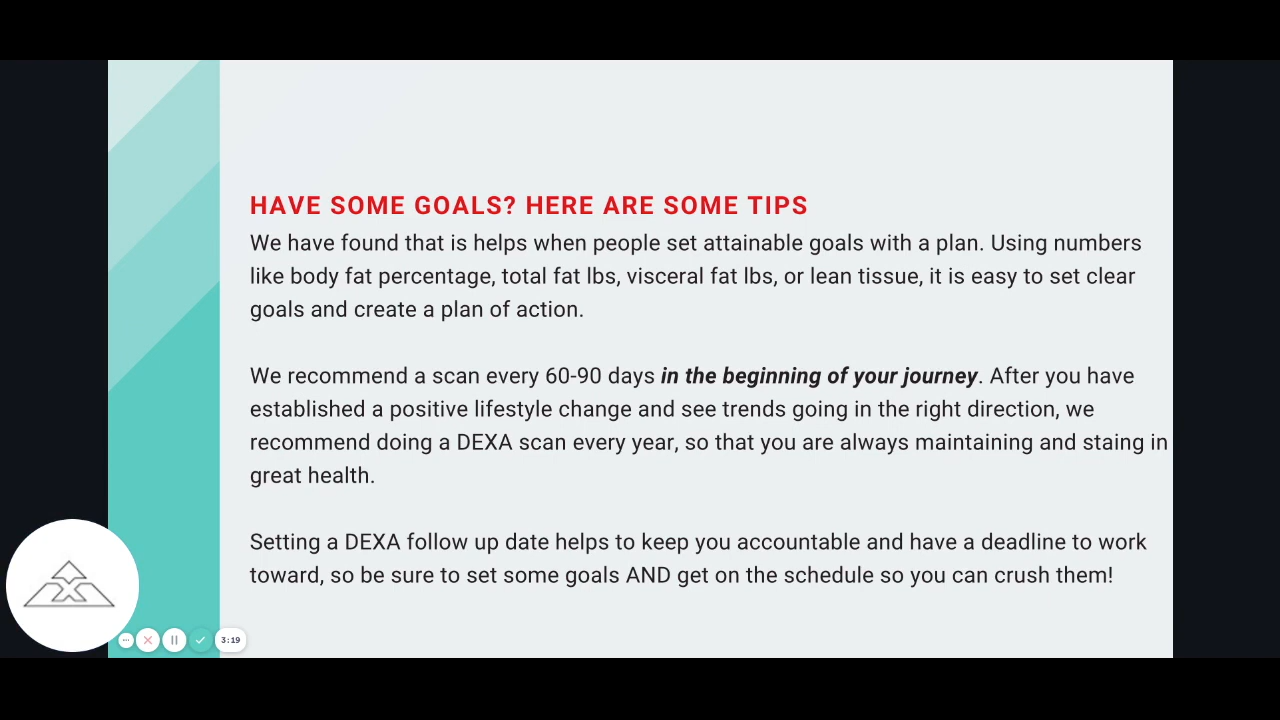 HAVE SOME GOALS? HERE ARE SOME TIPS
We have found that is helps when people set attainable goals with a plan. Using numbers
like body fat percentage, total fat lbs, visceral fat lbs, or lean tissue, it is easy to set clear
goals and create a plan of action.
We recommend a scan every 60-90 days in the beginning of your journey. After you have
established a positive lifestyle change and see trends going in the right direction, we
recommend doing a DEXA scan every year, so that you are always maintaining and staing in
great health.
Setting a DEXA follow up date helps to keep you accountable and have a deadline to work
toward, so be sure to set some goals AND get on the schedule so you can crush them!
3:19